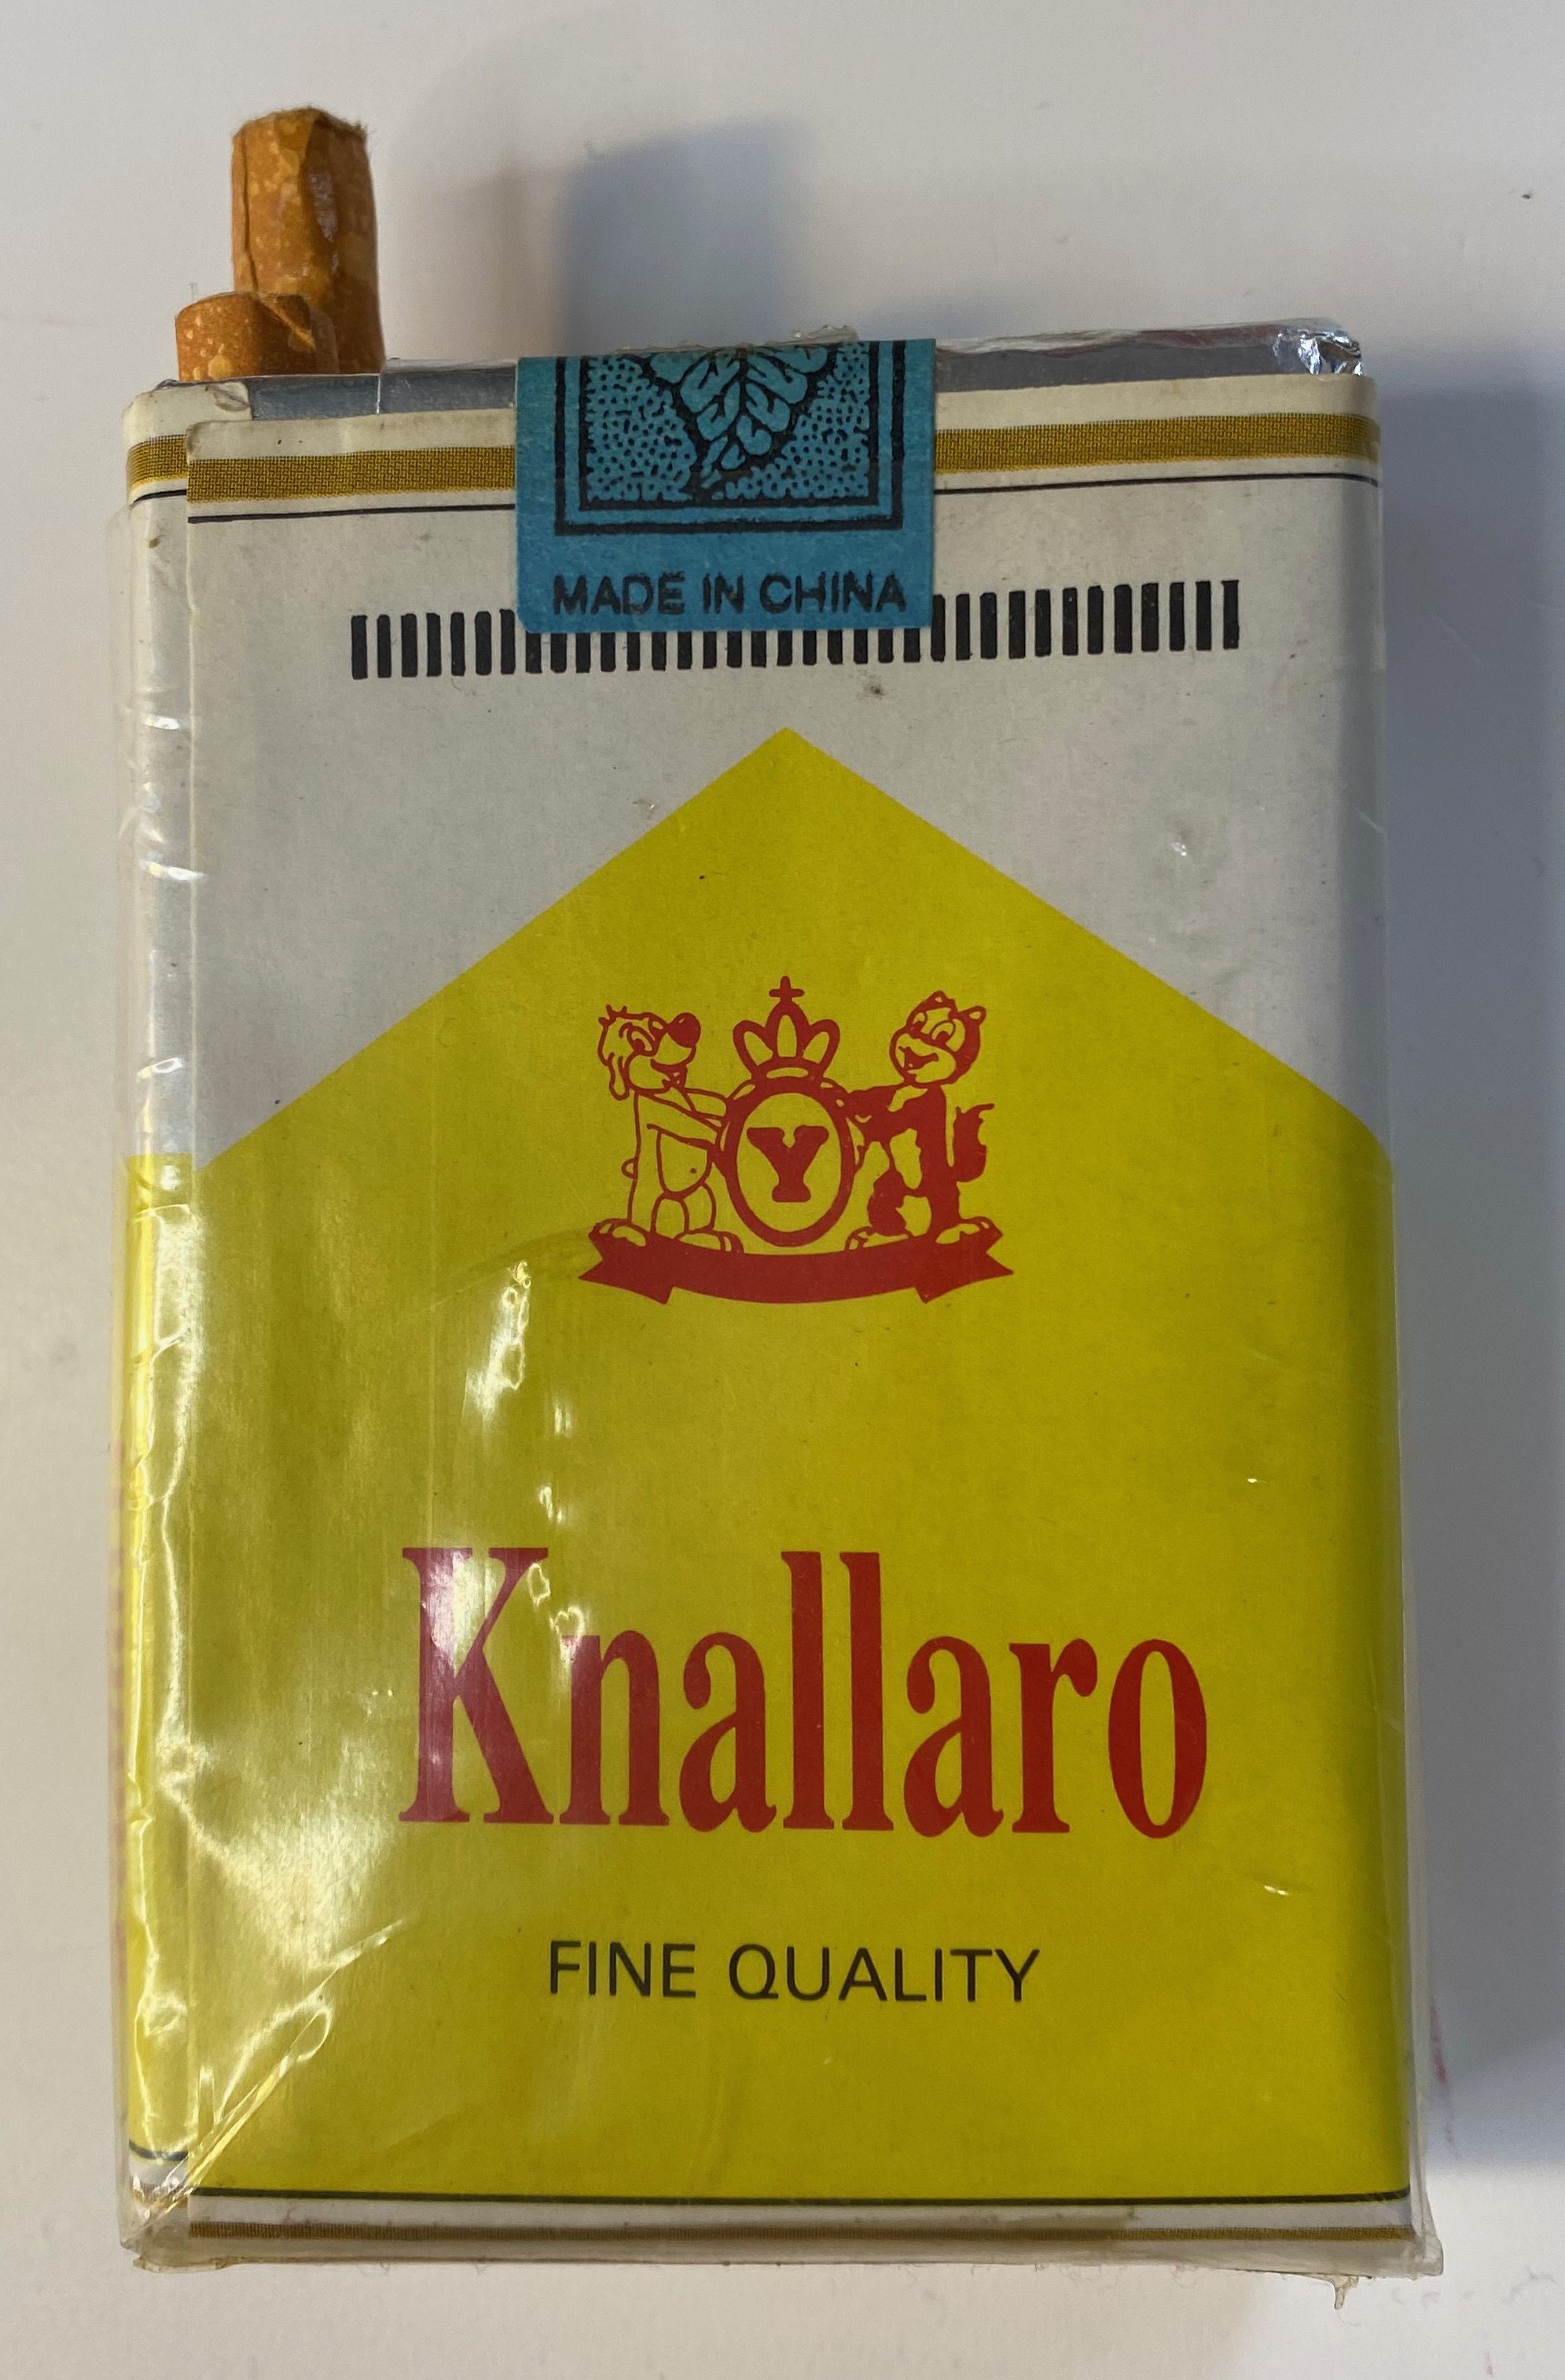 MADE IN CHINA
Y
Knallaro
FINE QUALITY